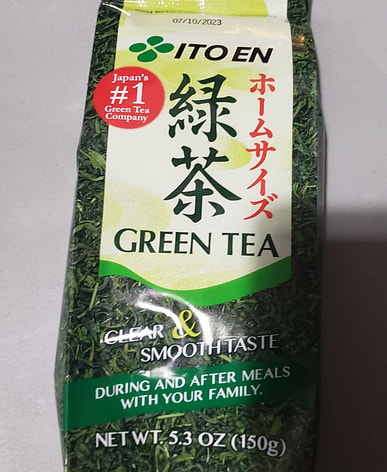 07/10/2023
ITO EN
Japan's
#1
Green Tea
Company
緑茶
ホームサイズ
GREEN TEA
CLEAR &
SMOOTH TASTE
DURING AND AFTER MEALS
WITH YOUR FAMILY.
NET WT. 5.3 OZ (150g)